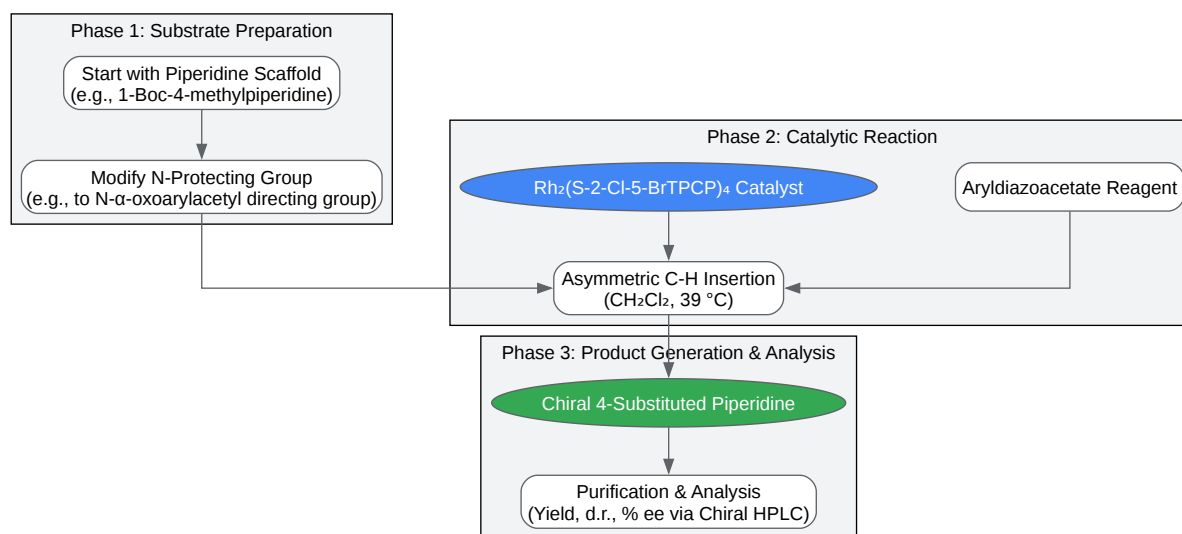 Phase 1: Substrate Preparation
Start with Piperidine Scaffold
(e.g., 1-Boc-4-methylpiperidine)
Modify N-Protecting Group
(e.g., to N-α-oxoarylacetyl directing group)
Phase 2: Catalytic Reaction
Rh₂(S-2-Cl-5-BrTPCP)₄ Catalyst
Aryldiazoacetate Reagent
Asymmetric C-H Insertion
(CH₂Cl₂, 39 °C)
Phase 3: Product Generation & Analysis
Chiral 4-Substituted Piperidine
Purification & Analysis
(Yield, d.r., % ee via Chiral HPLC)